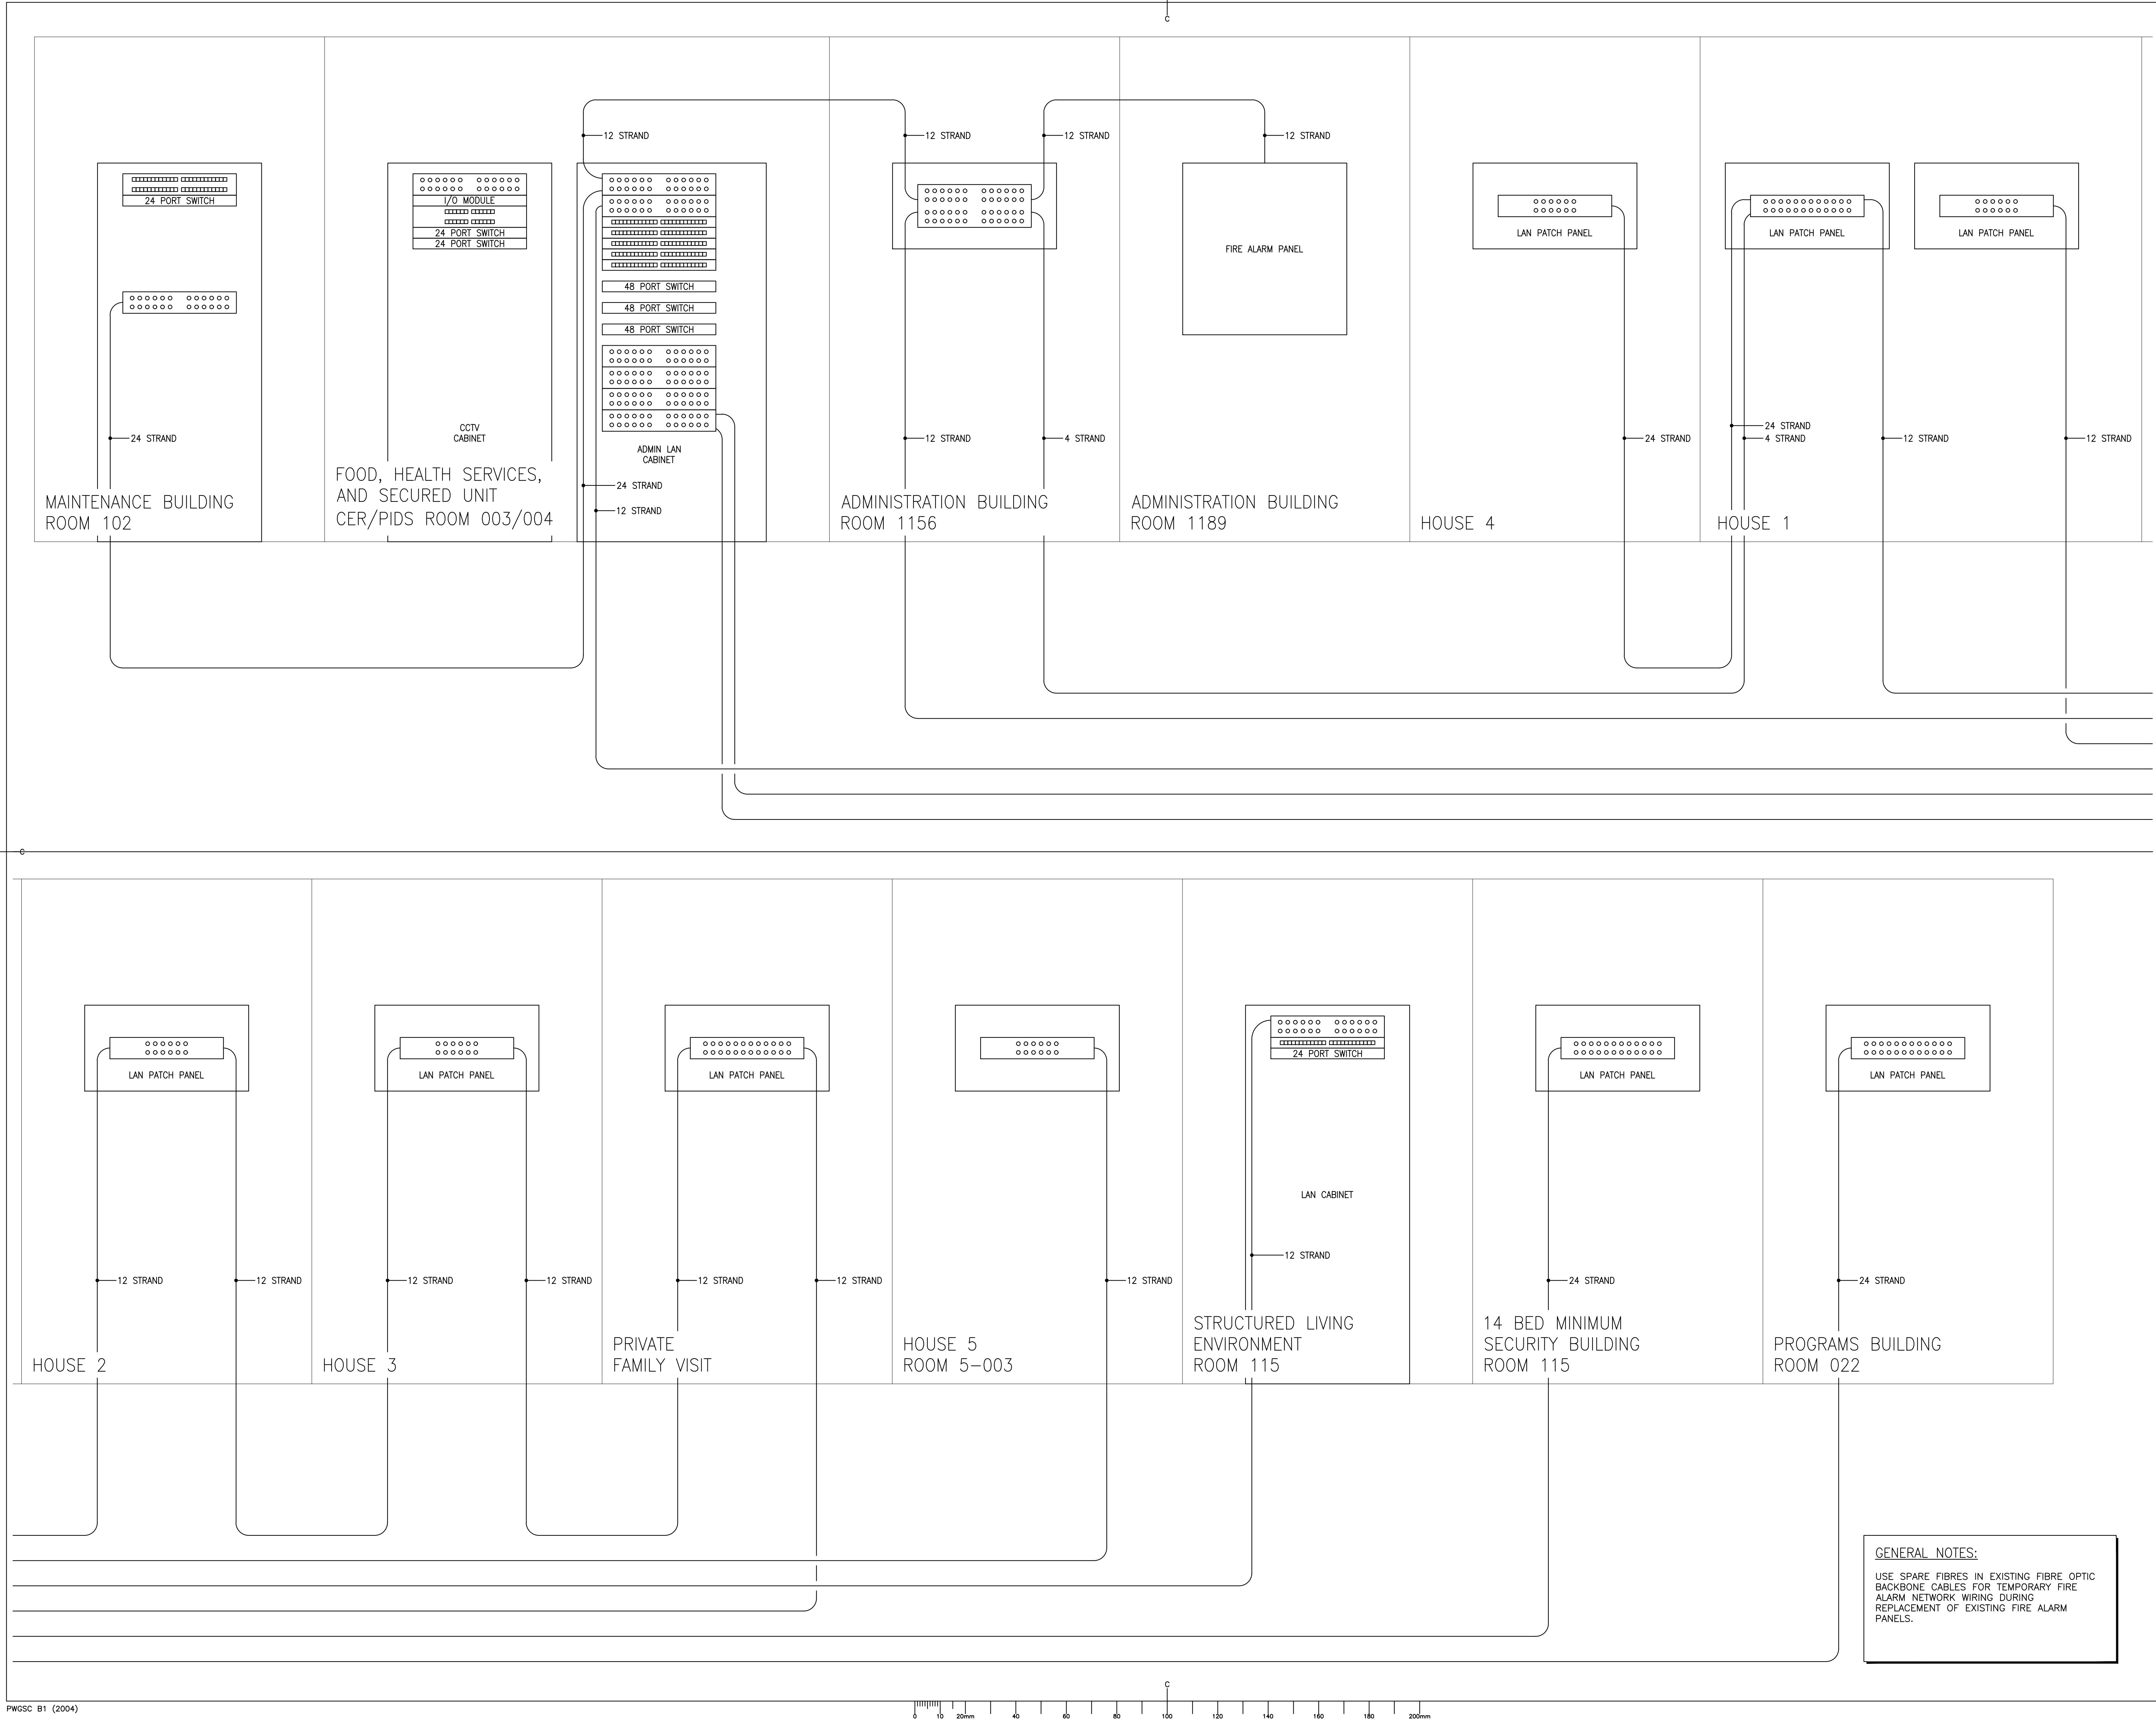 C
12 STRAND
12 STRAND
12 STRAND
12 STRAND
24 PORT SWITCH
I/O MODULE
24 PORT SWITCH
24 PORT SWITCH
48 PORT SWITCH
48 PORT SWITCH
48 PORT SWITCH
FIRE ALARM PANEL
LAN PATCH PANEL
LAN PATCH PANEL
LAN PATCH PANEL
24 STRAND
CCTV
CABINET
ADMIN LAN
CABINET
12 STRAND
4 STRAND
24 STRAND
24 STRAND
4 STRAND
12 STRAND
12 STRAND
24 STRAND
12 STRAND
MAINTENANCE BUILDING
ROOM 102
FOOD, HEALTH SERVICES,
AND SECURED UNIT
CER/PIDS ROOM 003/004
ADMINISTRATION BUILDING
ROOM 1156
ADMINISTRATION BUILDING
ROOM 1189
HOUSE 4
HOUSE 1
C
LAN PATCH PANEL
LAN PATCH PANEL
LAN PATCH PANEL
24 PORT SWITCH
LAN PATCH PANEL
LAN PATCH PANEL
LAN CABINET
12 STRAND
12 STRAND
12 STRAND
12 STRAND
12 STRAND
12 STRAND
12 STRAND
12 STRAND
24 STRAND
24 STRAND
HOUSE 2
HOUSE 3
PRIVATE
FAMILY VISIT
HOUSE 5
ROOM 5-003
STRUCTURED LIVING
ENVIRONMENT
ROOM 115
14 BED MINIMUM
SECURITY BUILDING
ROOM 115
PROGRAMS BUILDING
ROOM 022
GENERAL NOTES:
USE SPARE FIBRES IN EXISTING FIBRE OPTIC
BACKBONE CABLES FOR TEMPORARY FIRE
ALARM NETWORK WIRING DURING
REPLACEMENT OF EXISTING FIRE ALARM
PANELS.
C
PWGSC B1 (2004)
0 10 20mm 40 60 80 100 120 140 160 180 200mm